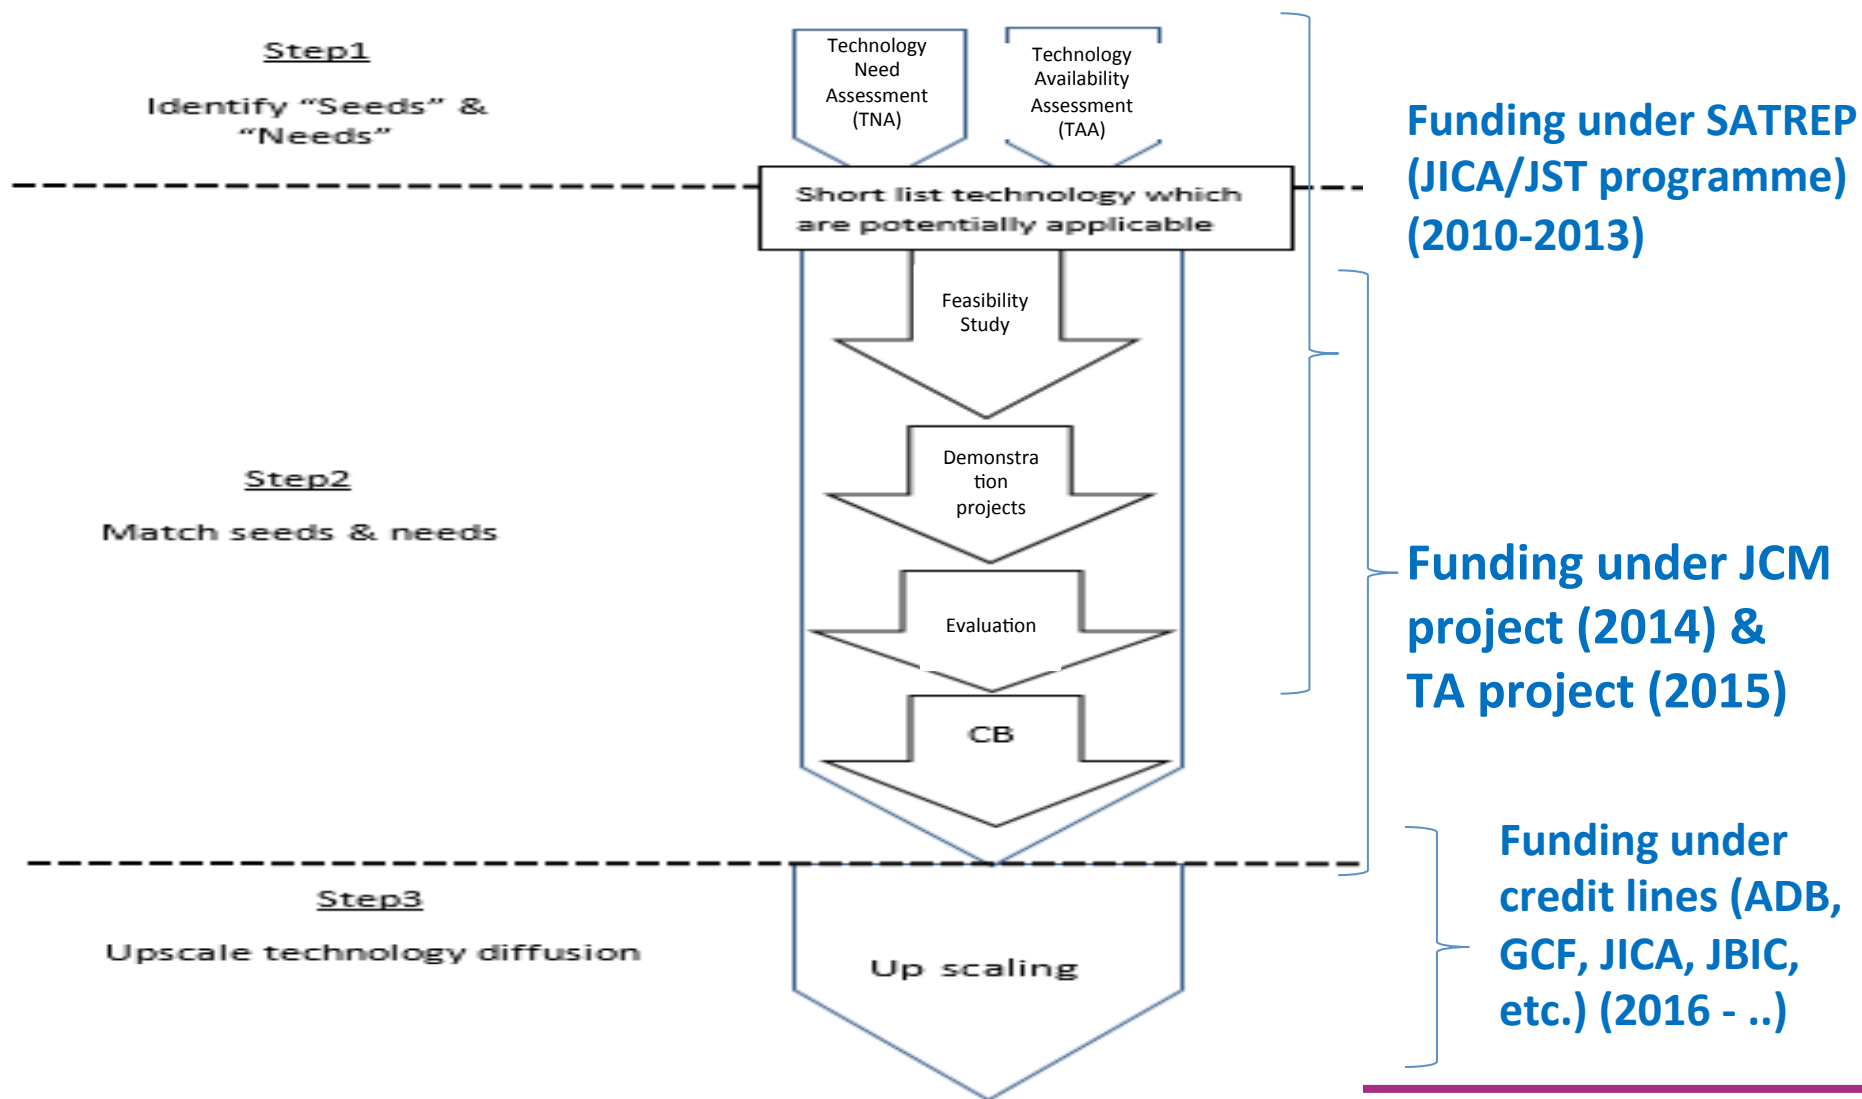 Step1
Identify “Seeds” &
“Needs”
Technology
Need
Assessment
(TNA)
Technology
Availability
Assessment
(TAA)
Funding under SATREP
(JICA/JST programme)
(2010-2013)
Short list technology which
are potentially applicable
Feasibility
Study
Step2
Match seeds & needs
Demonstra
tion
projects
Evaluation
CB
Funding under JCM
project (2014) &
TA project (2015)
Step3
Upscale technology diffusion
Up scaling
Funding under
credit lines (ADB,
GCF, JICA, JBIC,
etc.) (2016 - ..)